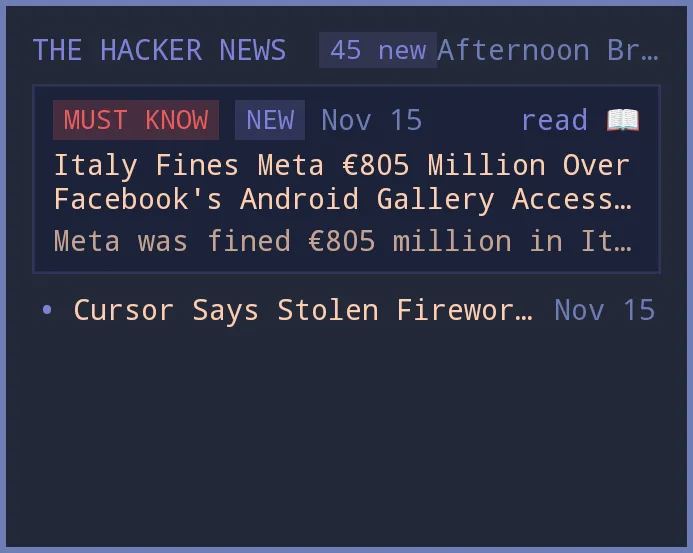 THE HACKER NEWS 45 new Afternoon Br…
MUST KNOW NEW Nov 15 read 📖
Italy Fines Meta €805 Million Over
Facebook's Android Gallery Access…
Meta was fined €805 million in It…
• Cursor Says Stolen Firewor… Nov 15